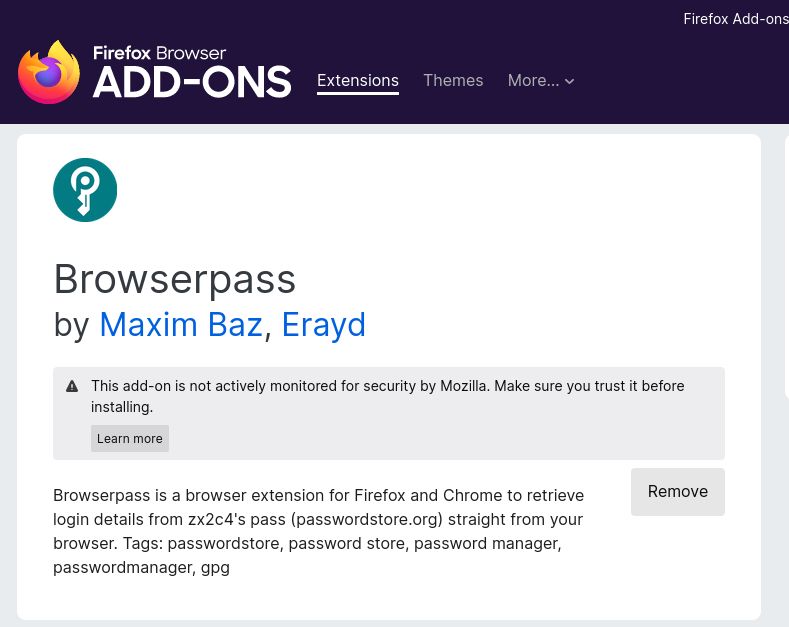 Firefox Add-ons
Firefox Browser
ADD-ONS
Extensions
Themes
More...
Browserpass
by Maxim Baz, Erayd
This add-on is not actively monitored for security by Mozilla. Make sure you trust it before
installing.
Learn more
Remove
Browserpass is a browser extension for Firefox and Chrome to retrieve
login details from zx2c4's pass (passwordstore.org) straight from your
browser. Tags: passwordstore, password store, password manager,
passwordmanager, gpg